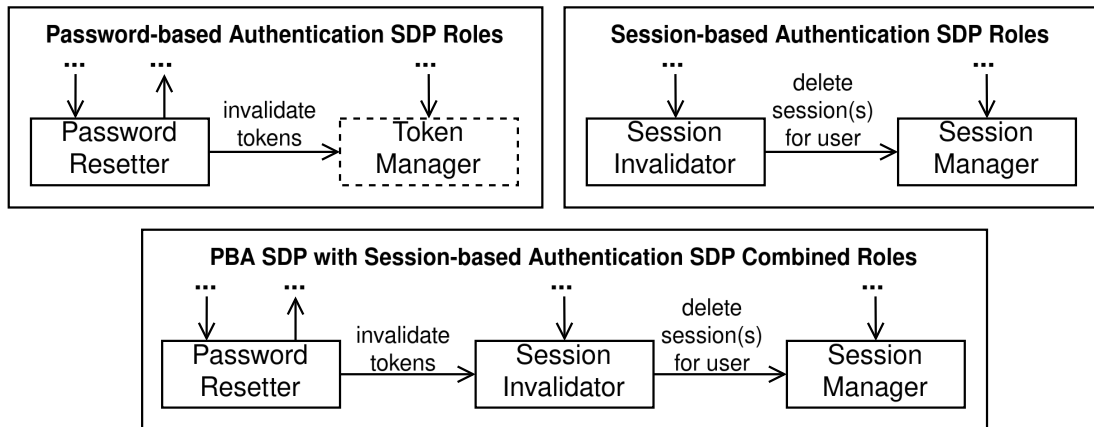 Password-based Authentication SDP Roles
... ... ...
Password
Resetter
invalidate
tokens
Token
Manager
Session-based Authentication SDP Roles
... ...
Session
Invalidator
delete
session(s)
for user
Session
Manager
PBA SDP with Session-based Authentication SDP Combined Roles
... ... ... ...
Password
Resetter
invalidate
tokens
Session
Invalidator
delete
session(s)
for user
Session
Manager